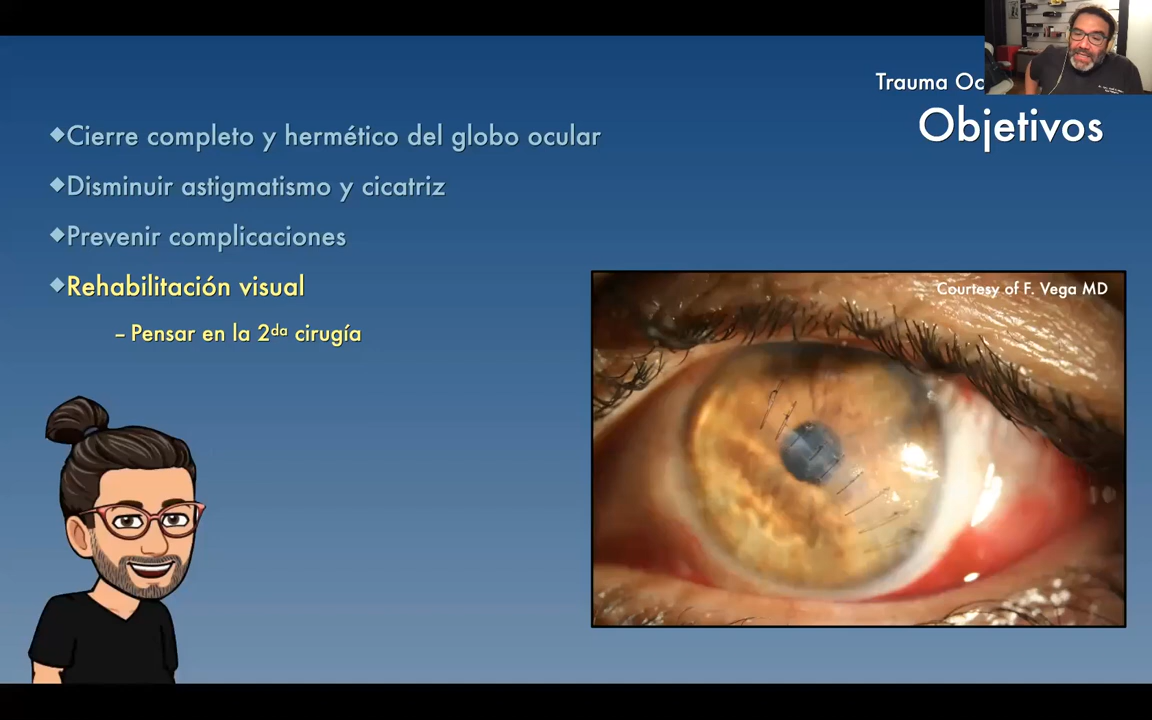 Trauma Oc
Objetivos
◆Cierre completo y hermético del globo ocular
◆Disminuir astigmatismo y cicatriz
◆Prevenir complicaciones
◆Rehabilitación visual
– Pensar en la 2da cirugía
Courtesy of F. Vega MD